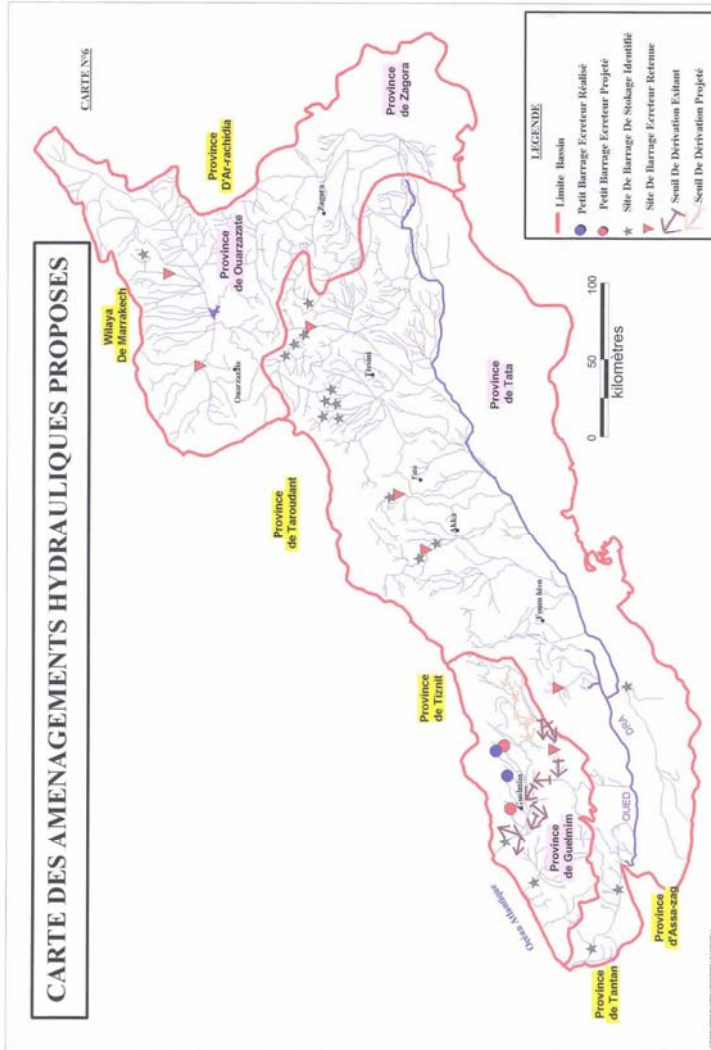 CARTE DES AMENAGEMENTS HYDRAULIQUES PROPOSES
CARTE N°6
Wilaya
De Marrakech
Province
D'Ar-rachidia
Province
de Ouarzazate
Province
de Zagora
Zagora
Ouarzazate
Province
de Taroudant
Tissint
Province
de Tata
Tata
Akka
Foum hisn
Province
de Tiznit
Guelmim
Province
de Guelmim
Océan Atlantique
OUED
DRA
Province
d'Assa-zag
Province
de Tantan
0
50
100
kilomètres
LEGENDE
Limite Bassin
Petit Barrage Ecreteur Réalisé
Petit Barrage Ecreteur Projeté
Site De Barrage De Stokage Identifié
Site De Barrage Ecreteur Retenue
Seuil De Dérivation Exitant
Seuil De Dérivation Projeté